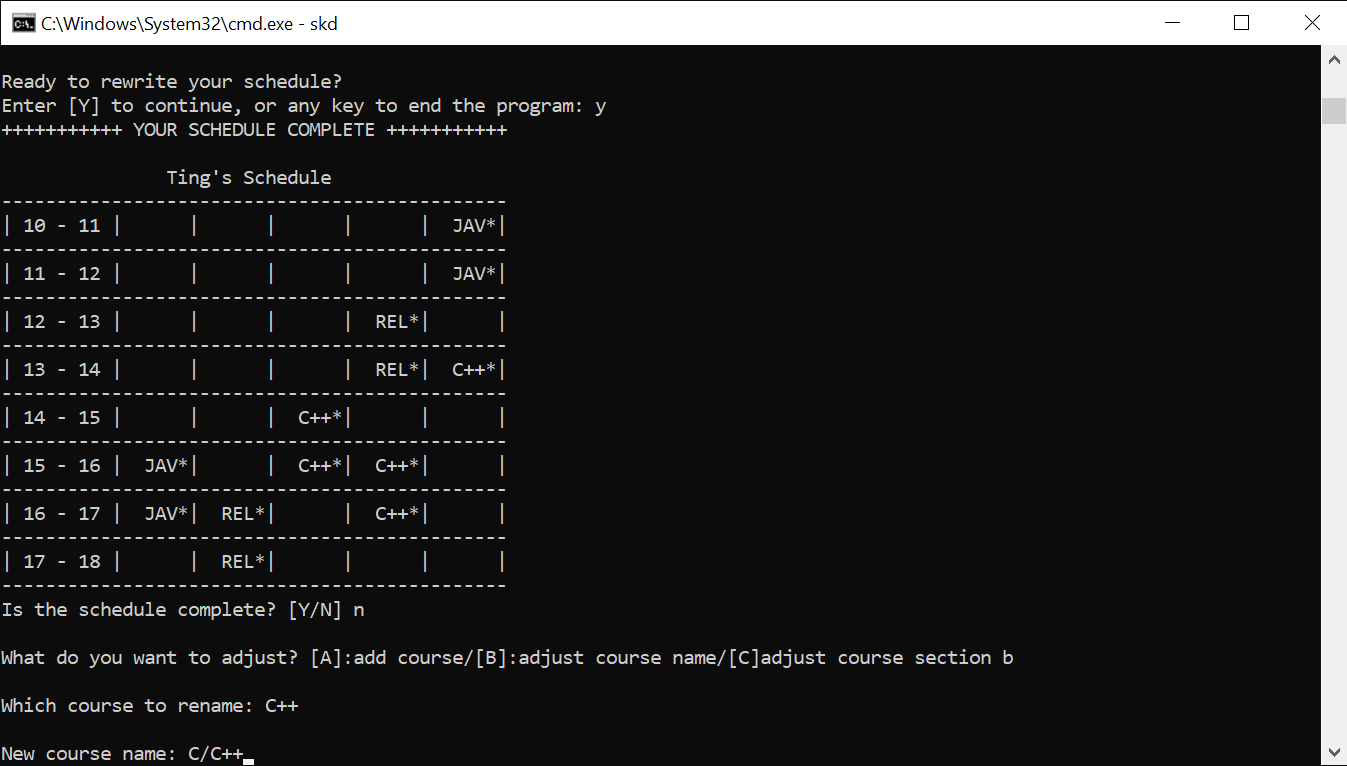 C:\Windows\System32\cmd.exe - skd
Ready to rewrite your schedule?
Enter [Y] to continue, or any key to end the program: y
+++++++++++ YOUR SCHEDULE COMPLETE +++++++++++
Ting's Schedule
----------------------------------------------
| 10 - 11 |      |      |      |      |  JAV*|
----------------------------------------------
| 11 - 12 |      |      |      |      |  JAV*|
----------------------------------------------
| 12 - 13 |      |      |      |  REL*|      |
----------------------------------------------
| 13 - 14 |      |      |      |  REL*|  C++*|
----------------------------------------------
| 14 - 15 |      |      |  C++*|      |      |
----------------------------------------------
| 15 - 16 |  JAV*|      |  C++*|  C++*|      |
----------------------------------------------
| 16 - 17 |  JAV*|  REL*|      |  C++*|      |
----------------------------------------------
| 17 - 18 |      |  REL*|      |      |      |
----------------------------------------------
Is the schedule complete? [Y/N] n
What do you want to adjust? [A]:add course/[B]:adjust course name/[C]adjust course section b
Which course to rename: C++
New course name: C/C++